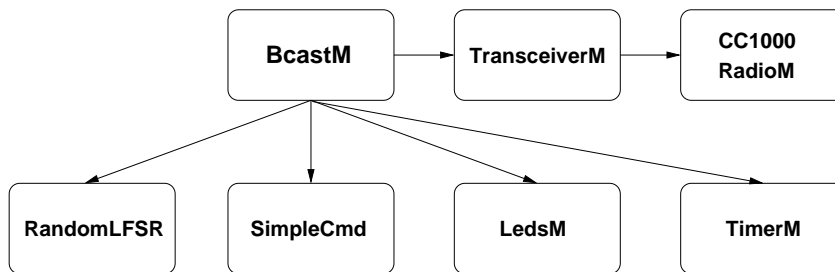 BcastM
TransceiverM
CC1000
RadioM
RandomLFSR
SimpleCmd
LedsM
TimerM